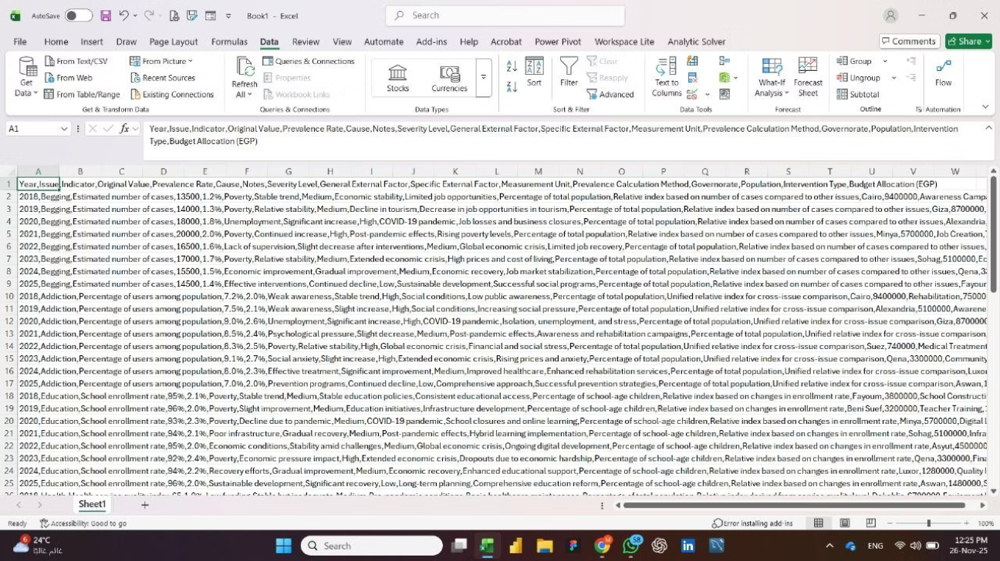 AutoSave
Book1 - Excel
Search
File Home Insert Draw Page Layout Formulas Data Review View Automate Add-ins Help Acrobat Power Pivot Workspace Lite Analytic Solver Comments Share
From Text/CSV From Picture Queries & Connections Clear Group
Get Data From Web Recent Sources Refresh All Properties Stocks Currencies Sort Filter Reapply Text to Columns What-If Analysis Forecast Sheet Ungroup Flow
From Table/Range Existing Connections Workbook Links Advanced Subtotal
Get & Transform Data Queries & Connections Data Types Sort & Filter Data Tools Forecast Outline Automation
A1 fx Year,Issue,Indicator,Original Value,Prevalence Rate,Cause,Notes,Severity Level,General External Factor,Specific External Factor,Measurement Unit,Prevalence Calculation Method,Governorate,Population,Intervention
Type,Budget Allocation (EGP)
A B C D E F G H I J K L M N O P Q R S T U V W
1 Year,Issue,Indicator,Original Value,Prevalence Rate,Cause,Notes,Severity Level,General External Factor,Specific External Factor,Measurement Unit,Prevalence Calculation Method,Governorate,Population,Intervention Type,Budget Allocation (EGP)
2 2018,Begging,Estimated number of cases,13500,1.2%,Poverty,Stable trend,Medium,Economic stability,Limited job opportunities,Percentage of total population,Relative index based on number of cases compared to other issues,Cairo,9400000,Awareness Camp
3 2019,Begging,Estimated number of cases,14000,1.3%,Poverty,Relative stability,Medium,Decline in tourism,Decrease in job opportunities in tourism,Percentage of total population,Relative index based on number of cases compared to other issues,Giza,8700000,
4 2020,Begging,Estimated number of cases,18000,1.8%,Unemployment,Significant increase,High,COVID-19 pandemic,Job losses and business closures,Percentage of total population,Relative index based on number of cases compared to other issues,Alexandria,
5 2021,Begging,Estimated number of cases,20000,2.0%,Poverty,Continued increase,High,Post-pandemic effects,Rising poverty levels,Percentage of total population,Relative index based on number of cases compared to other issues,Minya,5700000,Job Creation,
6 2022,Begging,Estimated number of cases,16500,1.6%,Lack of supervision,Slight decrease after interventions,Medium,Global economic crisis,Limited job recovery,Percentage of total population,Relative index based on number of cases compared to other issues,
7 2023,Begging,Estimated number of cases,17000,1.7%,Poverty,Relative stability,Medium,Extended economic crisis,High prices and cost of living,Percentage of total population,Relative index based on number of cases compared to other issues,Sohag,5100000,Ec
8 2024,Begging,Estimated number of cases,15500,1.5%,Economic improvement,Gradual improvement,Medium,Economic recovery,Job market stabilization,Percentage of total population,Relative index based on number of cases compared to other issues,Qena,3
9 2025,Begging,Estimated number of cases,14500,1.4%,Effective interventions,Continued decline,Low,Sustainable development,Successful social programs,Percentage of total population,Relative index based on number of cases compared to other issues,Fayou
10 2018,Addiction,Percentage of users among population,7.2%,2.0%,Weak awareness,Stable trend,High,Social conditions,Low public awareness,Percentage of total population,Unified relative index for cross-issue comparison,Cairo,9400000,Rehabilitation,75000
11 2019,Addiction,Percentage of users among population,7.5%,2.1%,Weak awareness,Slight increase,High,Social conditions,Increasing social pressure,Percentage of total population,Unified relative index for cross-issue comparison,Alexandria,5100000,Awarene
12 2020,Addiction,Percentage of users among population,9.0%,2.6%,Unemployment,Significant increase,High,COVID-19 pandemic,Isolation, unemployment, and stress,Percentage of total population,Unified relative index for cross-issue comparison,Giza,8700000
13 2021,Addiction,Percentage of users among population,8.5%,2.4%,Psychological pressure,Slight decrease,Medium,Post-pandemic effects,Awareness and rehabilitation campaigns,Percentage of total population,Unified relative index for cross-issue comparison,
14 2022,Addiction,Percentage of users among population,8.3%,2.5%,Poverty,Relative stability,High,Global economic crisis,Financial and social stress,Percentage of total population,Unified relative index for cross-issue comparison,Suez,740000,Medical Treatment
15 2023,Addiction,Percentage of users among population,9.1%,2.7%,Social anxiety,Slight increase,High,Extended economic crisis,Rising prices and anxiety,Percentage of total population,Unified relative index for cross-issue comparison,Qena,3300000,Community
16 2024,Addiction,Percentage of users among population,8.0%,2.3%,Effective treatment,Significant improvement,Medium,Improved healthcare,Enhanced rehabilitation services,Percentage of total population,Unified relative index for cross-issue comparison,Luxo
17 2025,Addiction,Percentage of users among population,7.0%,2.0%,Prevention programs,Continued decline,Low,Comprehensive approach,Successful prevention strategies,Percentage of total population,Unified relative index for cross-issue comparison,Aswan,1
18 2018,Education,School enrollment rate,95%,2.1%,Poverty,Stable trend,Medium,Stable education policies,Consistent educational access,Percentage of school-age children,Relative index based on changes in enrollment rate,Fayoum,3800000,School Constructi
19 2019,Education,School enrollment rate,96%,2.0%,Poverty,Slight improvement,Medium,Education initiatives,Infrastructure development,Percentage of school-age children,Relative index based on changes in enrollment rate,Beni Suef,3200000,Teacher Training,
20 2020,Education,School enrollment rate,93%,2.3%,Poverty,Decline due to pandemic,Medium,COVID-19 pandemic,School closures and online learning,Percentage of school-age children,Relative index based on changes in enrollment rate,Minya,5700000,Digital L
21 2021,Education,School enrollment rate,94%,2.1%,Poor infrastructure,Gradual recovery,Medium,Post-pandemic effects,Hybrid learning implementation,Percentage of school-age children,Relative index based on changes in enrollment rate,Sohag,5100000,Infra
22 2022,Education,School enrollment rate,95%,2.0%,Economic conditions,Stability amid challenges,Medium,Global economic crisis,Ongoing digital development,Percentage of school-age children,Relative index based on changes in enrollment rate,Asyut,4500000
23 2023,Education,School enrollment rate,92%,2.4%,Poverty,Economic pressure impact,High,Extended economic crisis,Dropouts due to economic hardship,Percentage of school-age children,Relative index based on changes in enrollment rate,Qena,3300000,Fina
24 2024,Education,School enrollment rate,94%,2.2%,Recovery efforts,Gradual improvement,Medium,Economic recovery,Enhanced educational support,Percentage of school-age children,Relative index based on changes in enrollment rate,Luxor,1280000,Quality
25 2025,Education,School enrollment rate,96%,2.0%,Sustainable development,Significant recovery,Low,Long-term planning,Comprehensive education reform,Percentage of school-age children,Relative index based on changes in enrollment rate,Aswan,1480000,S
Sheet1
Ready Accessibility: Good to go Error installing add-ins 100%
6 24°C Search 58 ENG 12:25 PM
غائم غالبًا 26-Nov-25